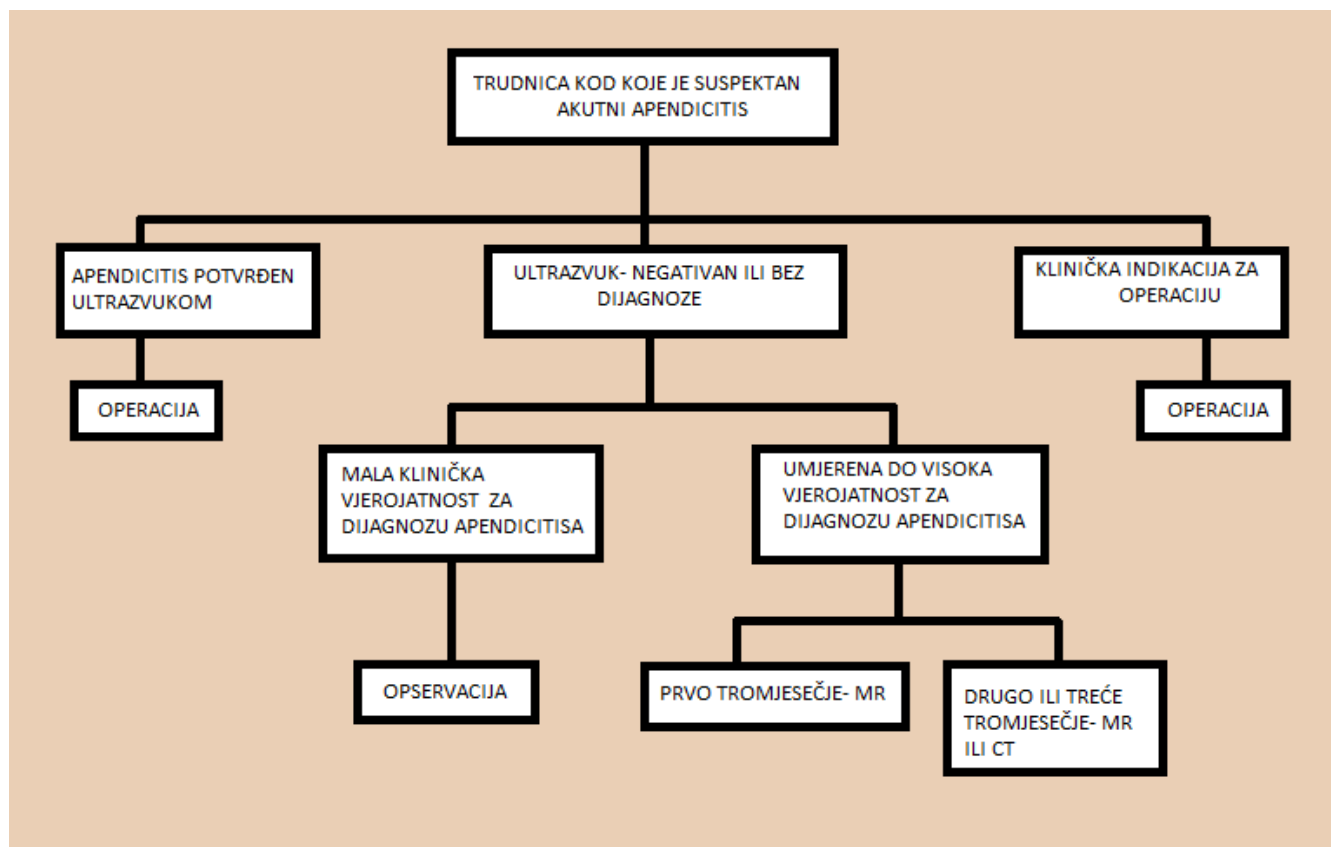 TRUDNICA KOD KOJE JE SUSPEKTAN
AKUTNI APENDICITIS
APENDICITIS POTVRĐEN
ULTRAZVUKOM
ULTRAZVUK- NEGATIVAN ILI BEZ
DIJAGNOZE
KLINIČKA INDIKACIJA ZA
OPERACIJU
OPERACIJA
OPERACIJA
MALA KLINIČKA
VJEROJATNOST ZA
DIJAGNOZU APENDICITISA
UMJERENA DO VISOKA
VJEROJATNOST ZA
DIJAGNOZU APENDICITISA
OPSERVACIJA
PRVO TROMJESEČJE- MR
DRUGO ILI TREĆE
TROMJESEČJE- MR
ILI CT